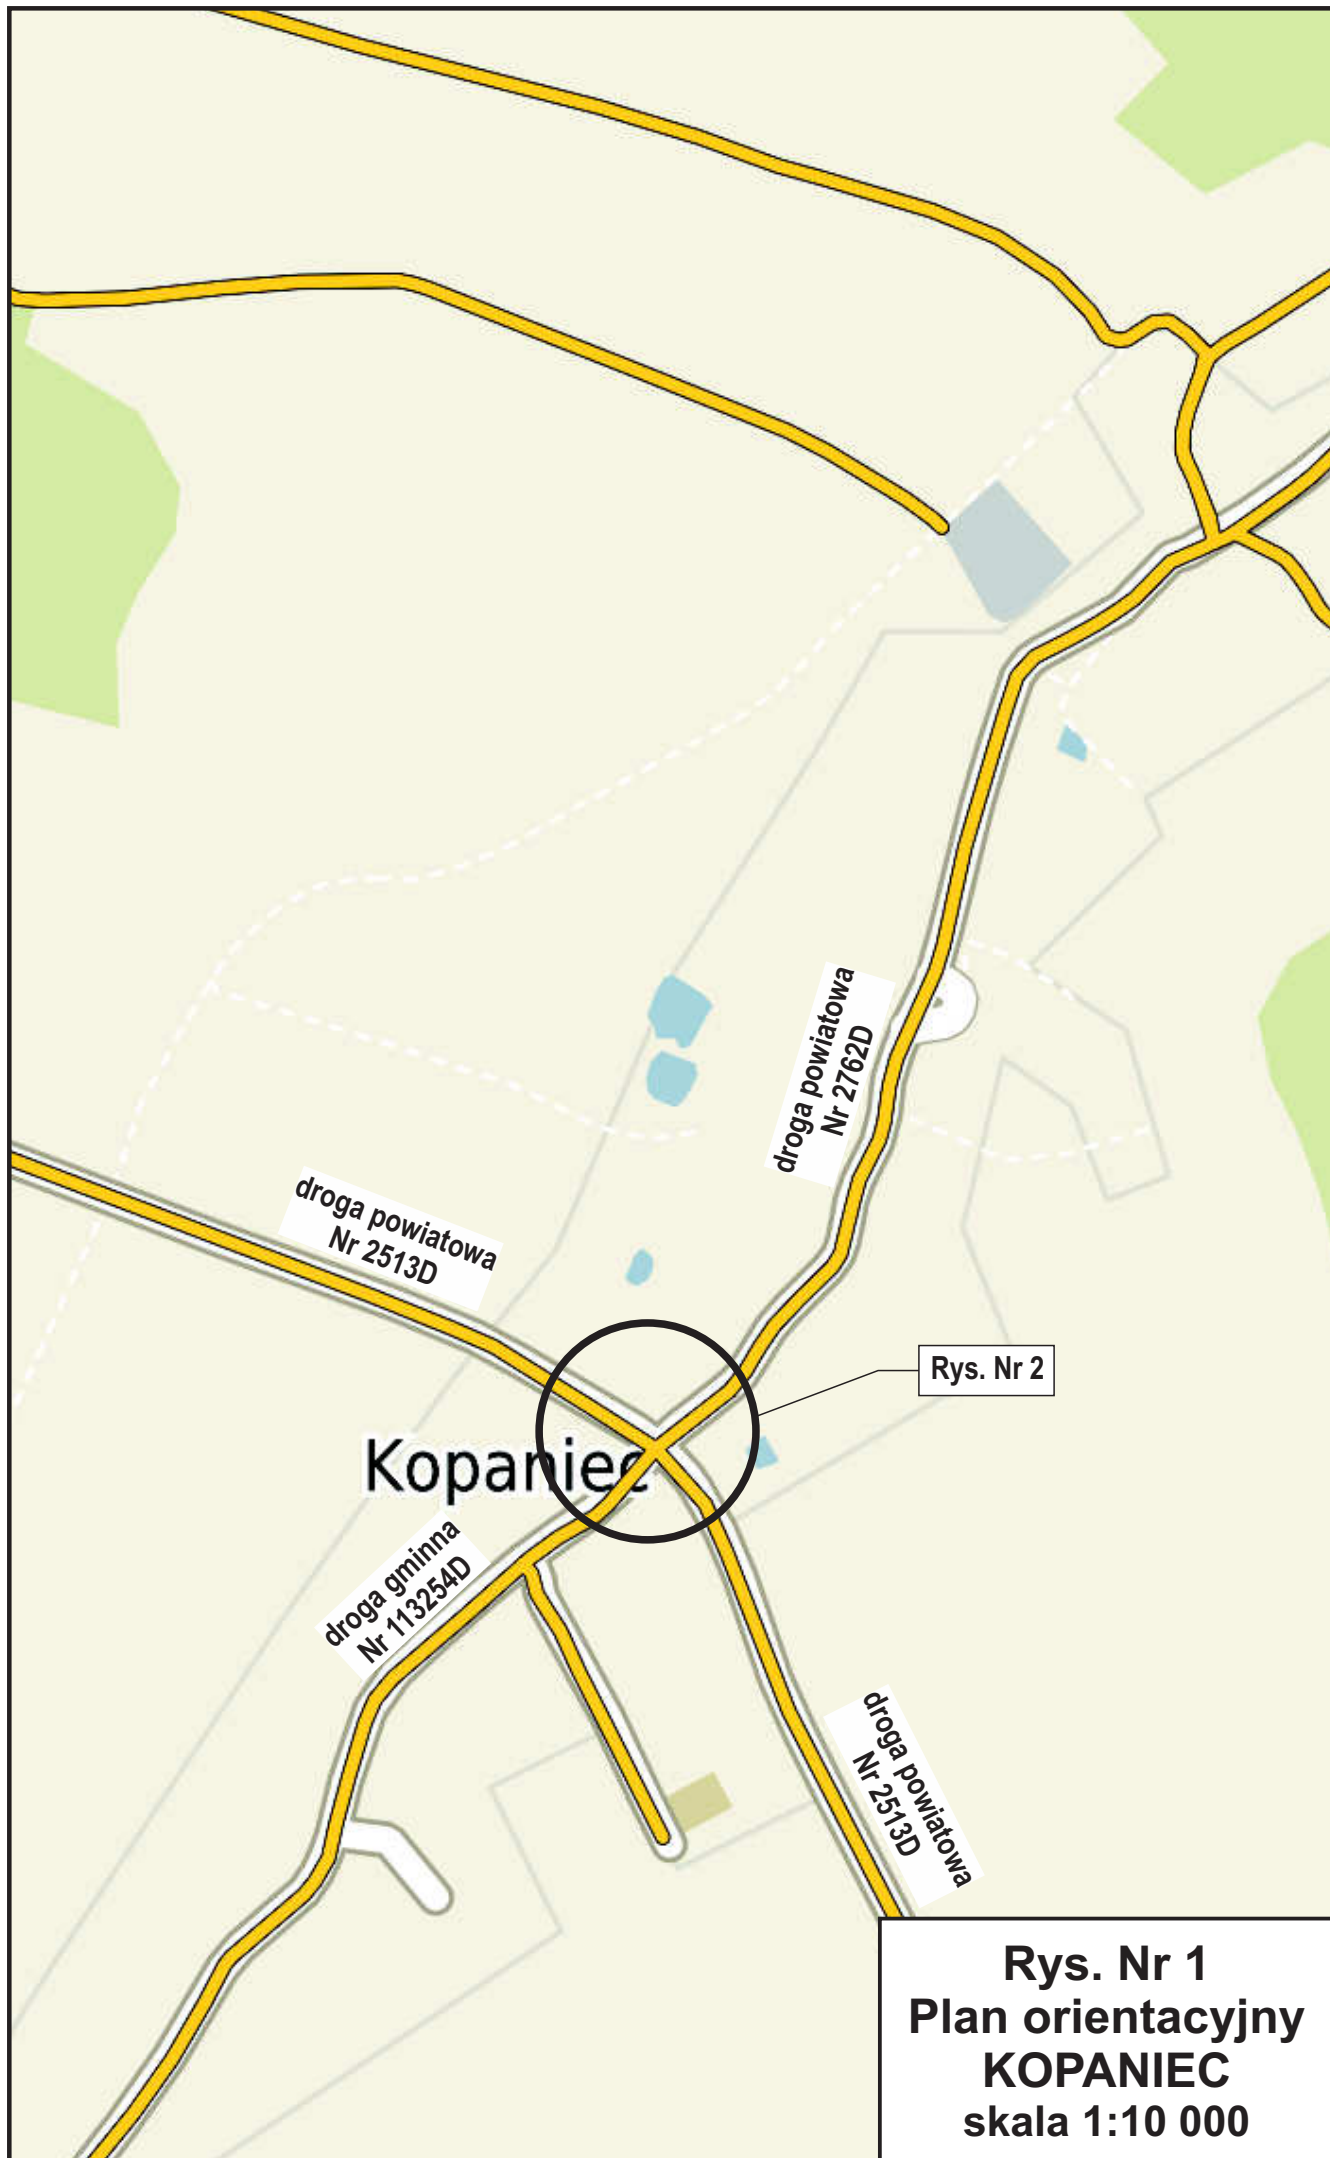 droga powiatowa
Nr 2762D
droga powiatowa
Nr 2513D
Rys. Nr 2
Kopaniec
droga gminna
Nr 113254D
droga powiatowa
Nr 2513D
Rys. Nr 1
Plan orientacyjny
KOPANIEC
skala 1:10 000